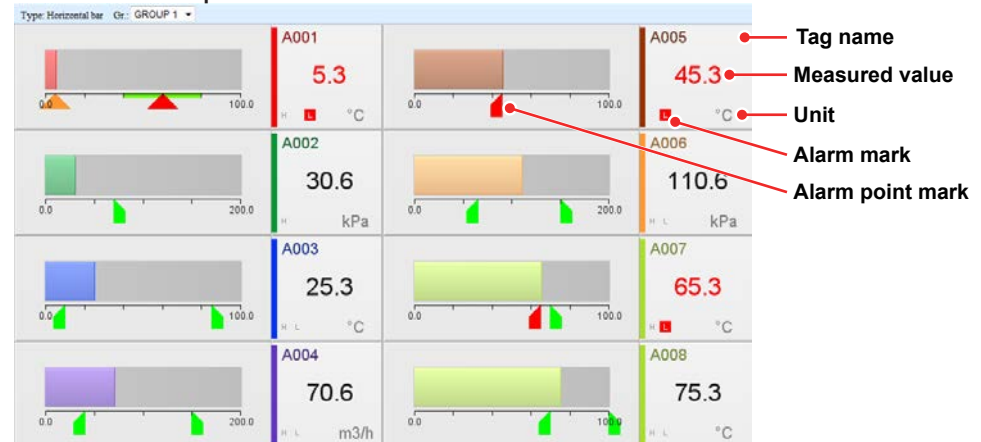 Type: Horizontal bar Gr.: GROUP 1
A001
5.3
0.0 100.0
H L °C
A005
45.3
0.0 100.0
L °C
Tag name
Measured value
Unit
Alarm mark
Alarm point mark
A002
30.6
0.0 200.0
H kPa
A006
110.6
0.0 200.0
H L kPa
A003
25.3
0.0 100.0
H L °C
A007
65.3
0.0 100.0
H L °C
A004
70.6
0.0 200.0
H L m3/h
A008
75.3
0.0 100.0
H L °C